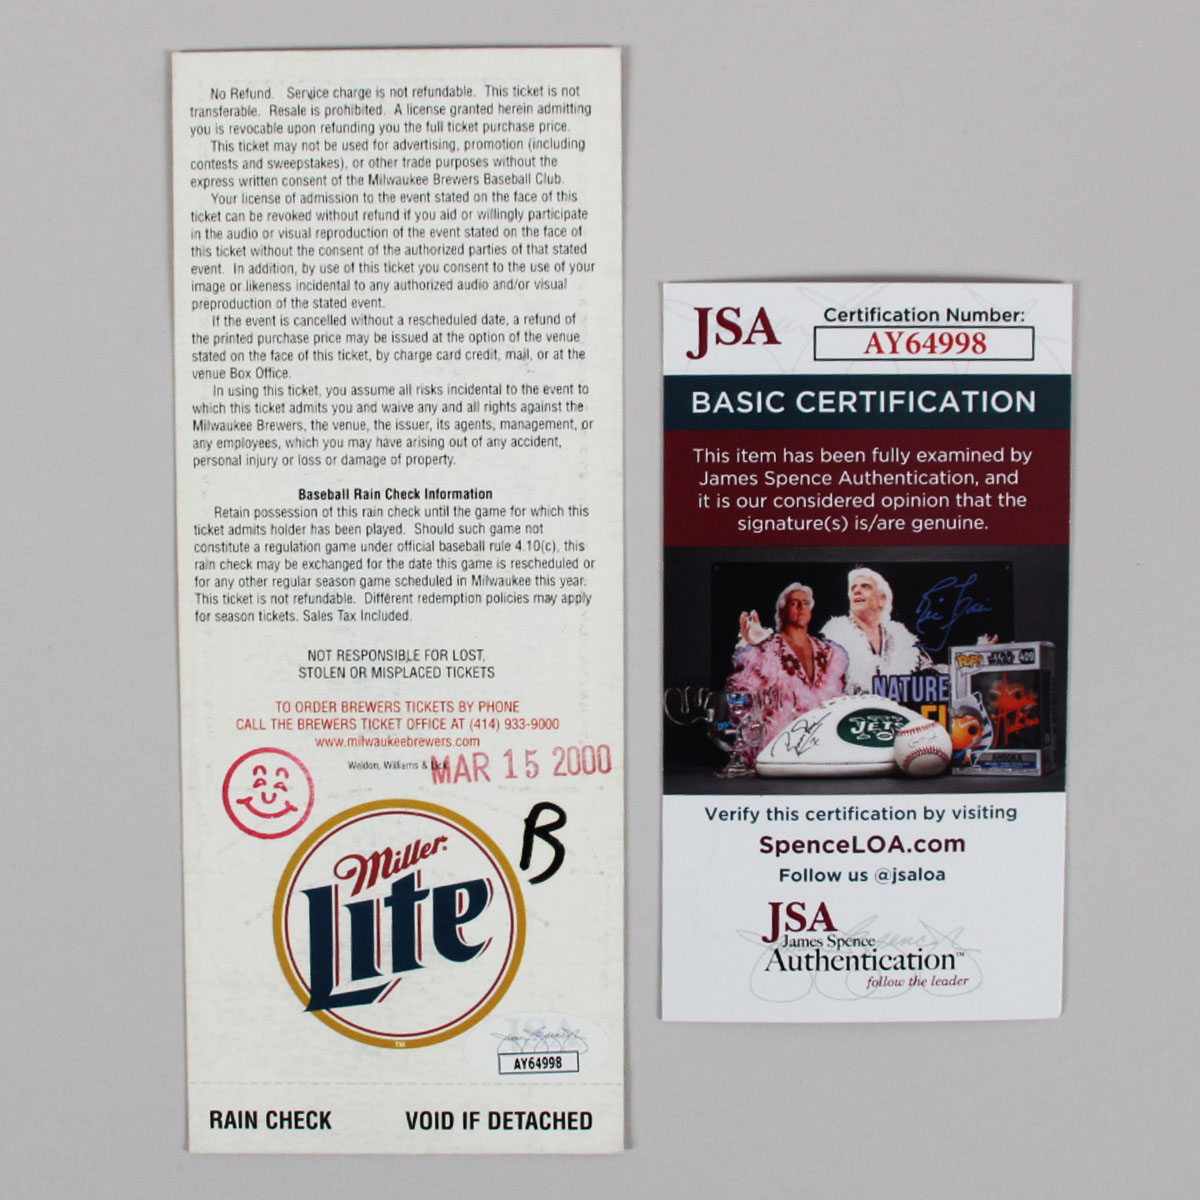 No Refund. Service charge is not refundable. This ticket is not
transferable. Resale is prohibited. A license granted herein admitting
you is revocable upon refunding you the full ticket purchase price.
This ticket may not be used for advertising, promotion (including
contests and sweepstakes), or other trade purposes without the
express written consent of the Milwaukee Brewers Baseball Club.
Your license of admission to the event stated on the face of this
ticket can be revoked without refund if you aid or willingly participate
in the audio or visual reproduction of the event stated on the face of
this ticket without the consent of the authorized parties of that stated
event. In addition, by use of this ticket you consent to the use of your
image or likeness incidental to any authorized audio and/or visual
preproduction of the stated event.
If the event is cancelled without a rescheduled date, a refund of
the printed purchase price may be issued at the option of the venue
stated on the face of this ticket, by charge card credit, mail, or at the
venue Box Office.
In using this ticket, you assume all risks incidental to the event to
which this ticket admits you and waive any and all rights against the
Milwaukee Brewers, the venue, the issuer, its agents, management, or
any employees, which you may have arising out of any accident,
personal injury or loss or damage of property.
Baseball Rain Check Information
Retain possession of this rain check until the game for which this
ticket admits holder has been played. Should such game not
constitute a regulation game under official baseball rule 4.10(c), this
rain check may be exchanged for the date this game is rescheduled or
for any other regular season game scheduled in Milwaukee this year.
This ticket is not refundable. Different redemption policies may apply
for season tickets. Sales Tax Included.
NOT RESPONSIBLE FOR LOST,
STOLEN OR MISPLACED TICKETS
TO ORDER BREWERS TICKETS BY PHONE
CALL THE BREWERS TICKET OFFICE AT (414) 933-9000
www.milwaukeebrewers.com
Weldon, Williams & Lick
MAR 15 2000
B
Miller
Lite
TM
JSA
AY64998
RAIN CHECK VOID IF DETACHED
JSA
Certification Number:
AY64998
BASIC CERTIFICATION
This item has been fully examined by
James Spence Authentication, and
it is our considered opinion that the
signature(s) is/are genuine.
NATURE
JETS
POP!
STAR WARS
409
AHSOKA
Verify this certification by visiting
SpenceLOA.com
Follow us @jsaloa
JSA
James Spence
Authentication™
follow the leader